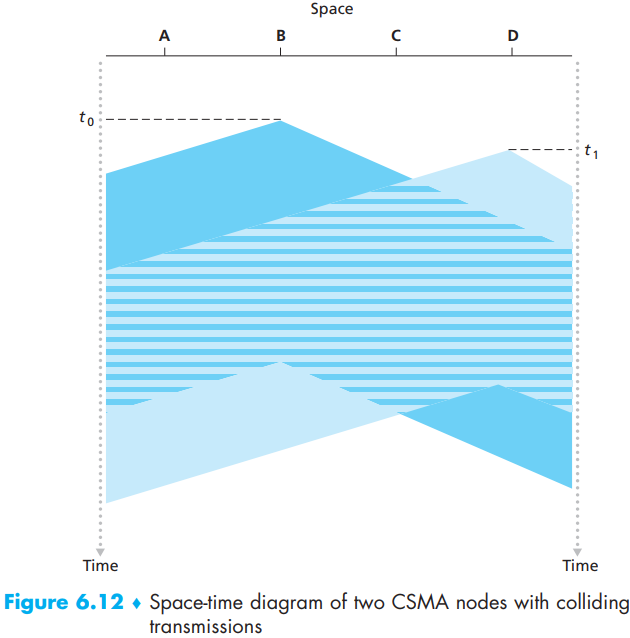 Space
A B C D
t0
t1
Time Time
Figure 6.12 ♦ Space-time diagram of two CSMA nodes with colliding
transmissions